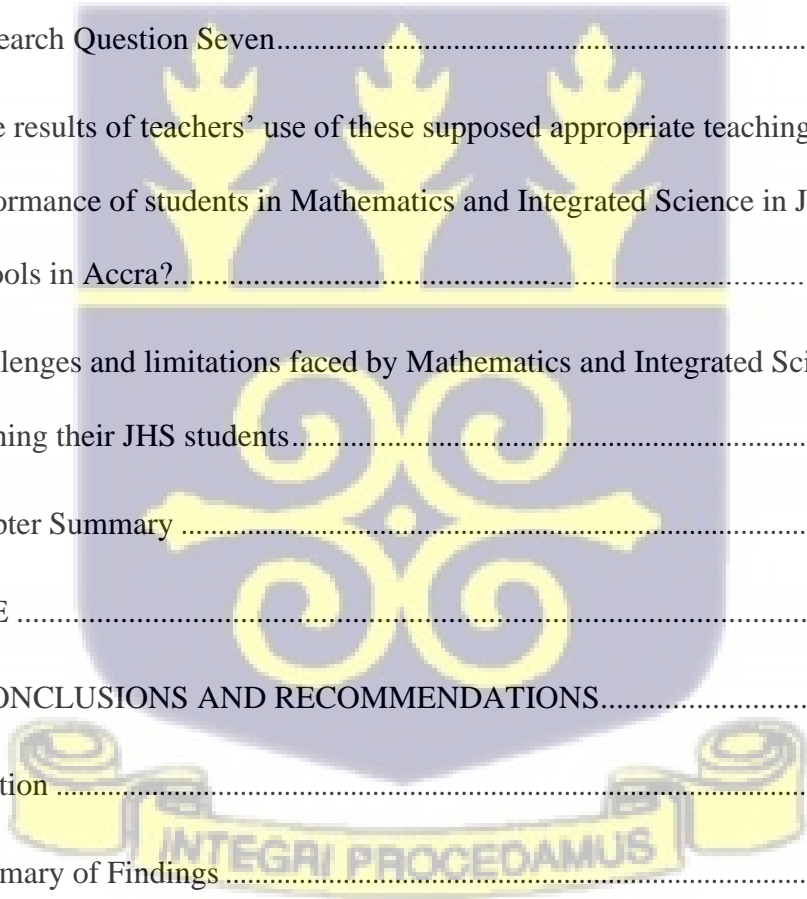 earch Question Seven....................................................................
e results of teachers’ use of these supposed appropriate teaching
ormance of students in Mathematics and Integrated Science in J
ools in Accra?....................................................................
llenges and limitations faced by Mathematics and Integrated Sci
ning their JHS students....................................................................
pter Summary ....................................................................
E ....................................................................
ONCLUSIONS AND RECOMMENDATIONS....................................................................
tion ....................................................................
INTEGRI PROCEDAMUS
mary of Findings ....................................................................